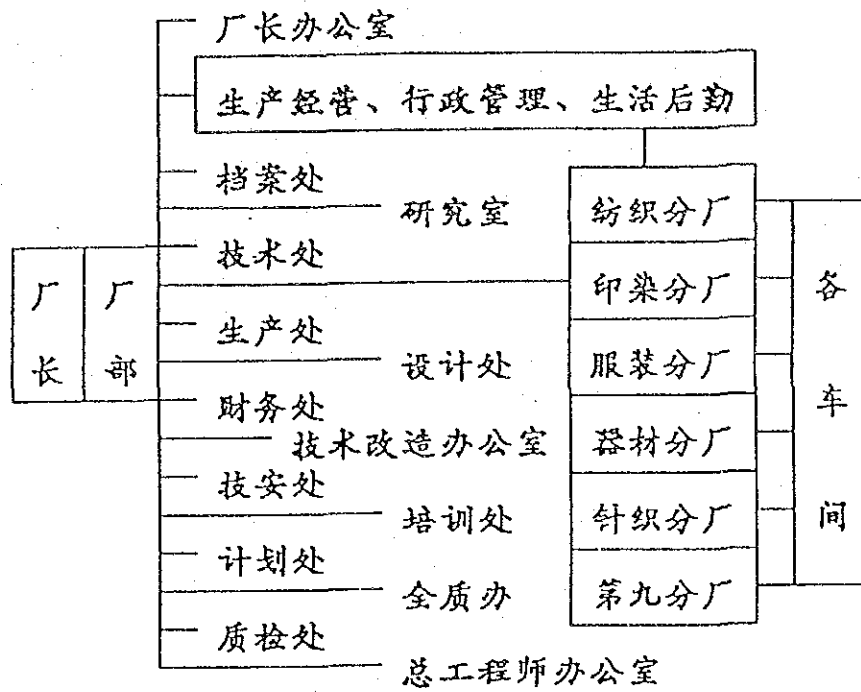 厂长办公室
生产经营、行政管理、生活后勤
档案处
研究室
纺织分厂
技术处
印染分厂
厂长
厂部
各车间
生产处
设计处
服装分厂
财务处
技术改造办公室
器材分厂
技安处
培训处
针织分厂
计划处
全质办
第九分厂
质检处
总工程师办公室